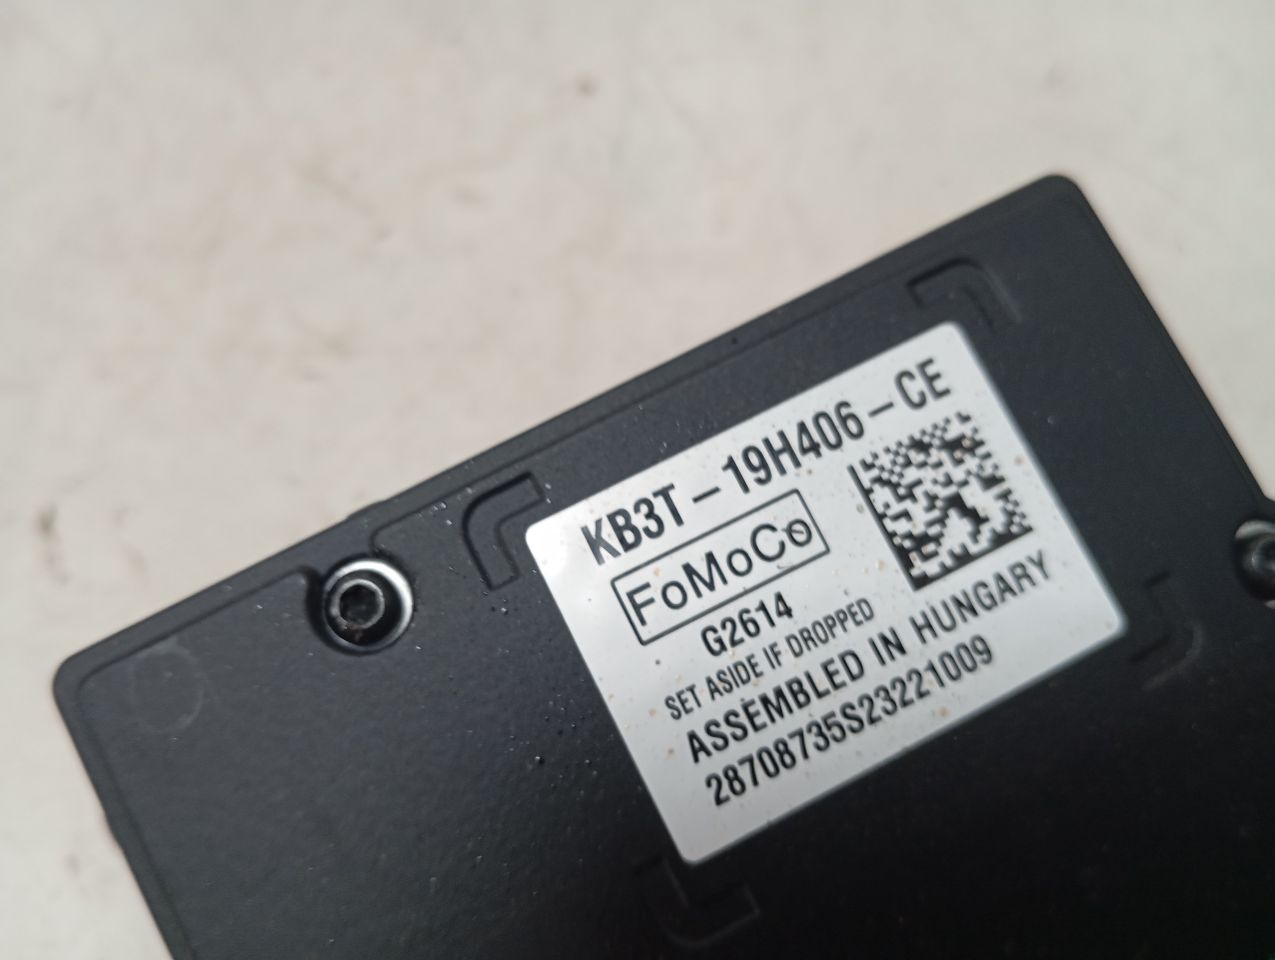 KB3T-19H406-CE
FoMoCo
G2614
SET ASIDE IF DROPPED
ASSEMBLED IN HUNGARY
28708735S23221009